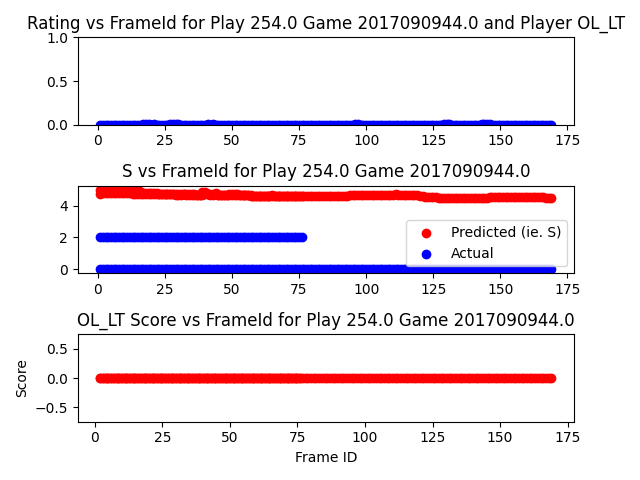 Rating vs FrameId for Play 254.0 Game 2017090944.0 and Player OL_LT
1.0
0.5
0.0
0 25 50 75 100 125 150 175
S vs FrameId for Play 254.0 Game 2017090944.0
4
2
0
Predicted (ie. S)
Actual
0 25 50 75 100 125 150 175
OL_LT Score vs FrameId for Play 254.0 Game 2017090944.0
Score
0.5
0.0
−0.5
0 25 50 75 100 125 150 175
Frame ID